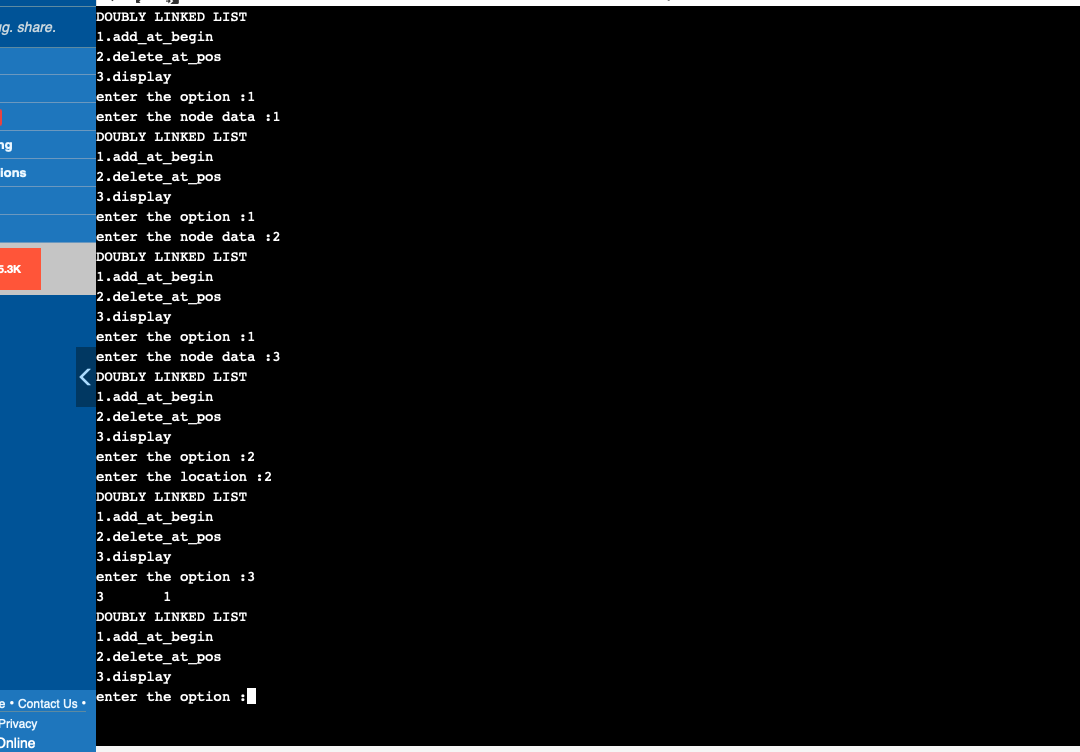 g. share.
ng
ions
5.3K
e • Contact Us •
Privacy
Online
DOUBLY LINKED LIST
1.add_at_begin
2.delete_at_pos
3.display
enter the option :1
enter the node data :1
DOUBLY LINKED LIST
1.add_at_begin
2.delete_at_pos
3.display
enter the option :1
enter the node data :2
DOUBLY LINKED LIST
1.add_at_begin
2.delete_at_pos
3.display
enter the option :1
enter the node data :3
DOUBLY LINKED LIST
1.add_at_begin
2.delete_at_pos
3.display
enter the option :2
enter the location :2
DOUBLY LINKED LIST
1.add_at_begin
2.delete_at_pos
3.display
enter the option :3
3 1
DOUBLY LINKED LIST
1.add_at_begin
2.delete_at_pos
3.display
enter the option :